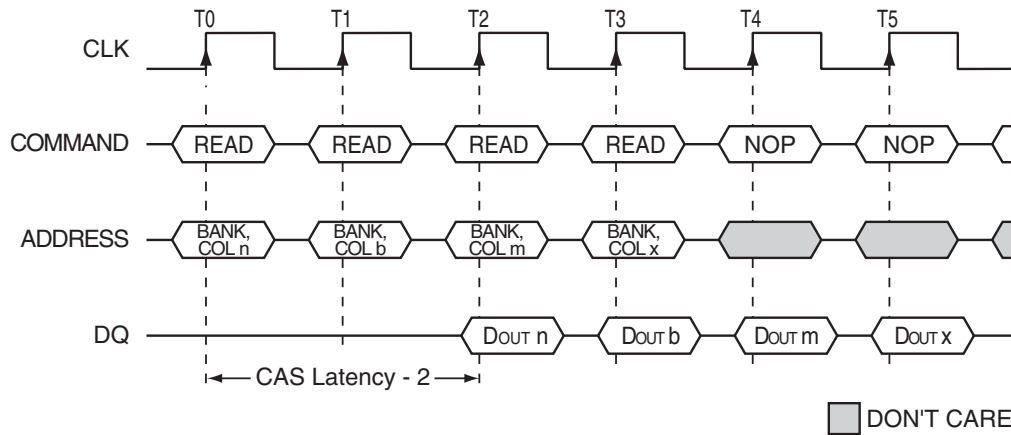 T0 T1 T2 T3 T4 T5
CLK
COMMAND READ READ READ READ NOP NOP
ADDRESS BANK, COL n BANK, COL b BANK, COL m BANK, COL x
DQ DOUT n DOUT b DOUT m DOUT x
CAS Latency - 2
DON'T CARE